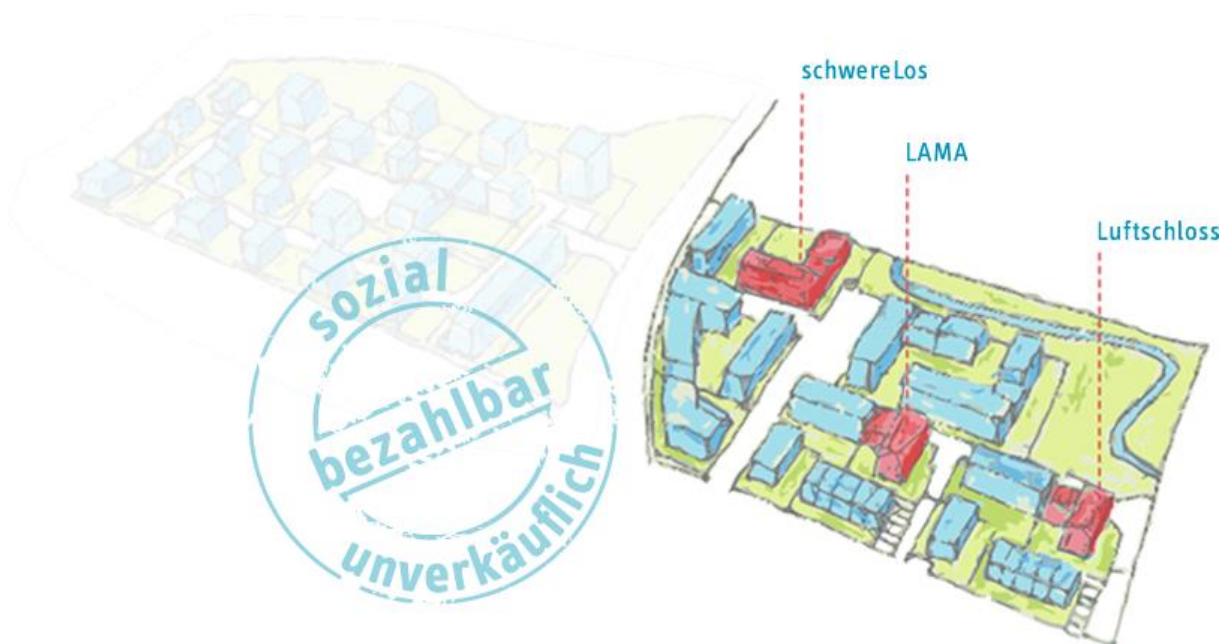 schwereLos
LAMA
Luftschloss
sozial
bezahlbar
unverkäuflich